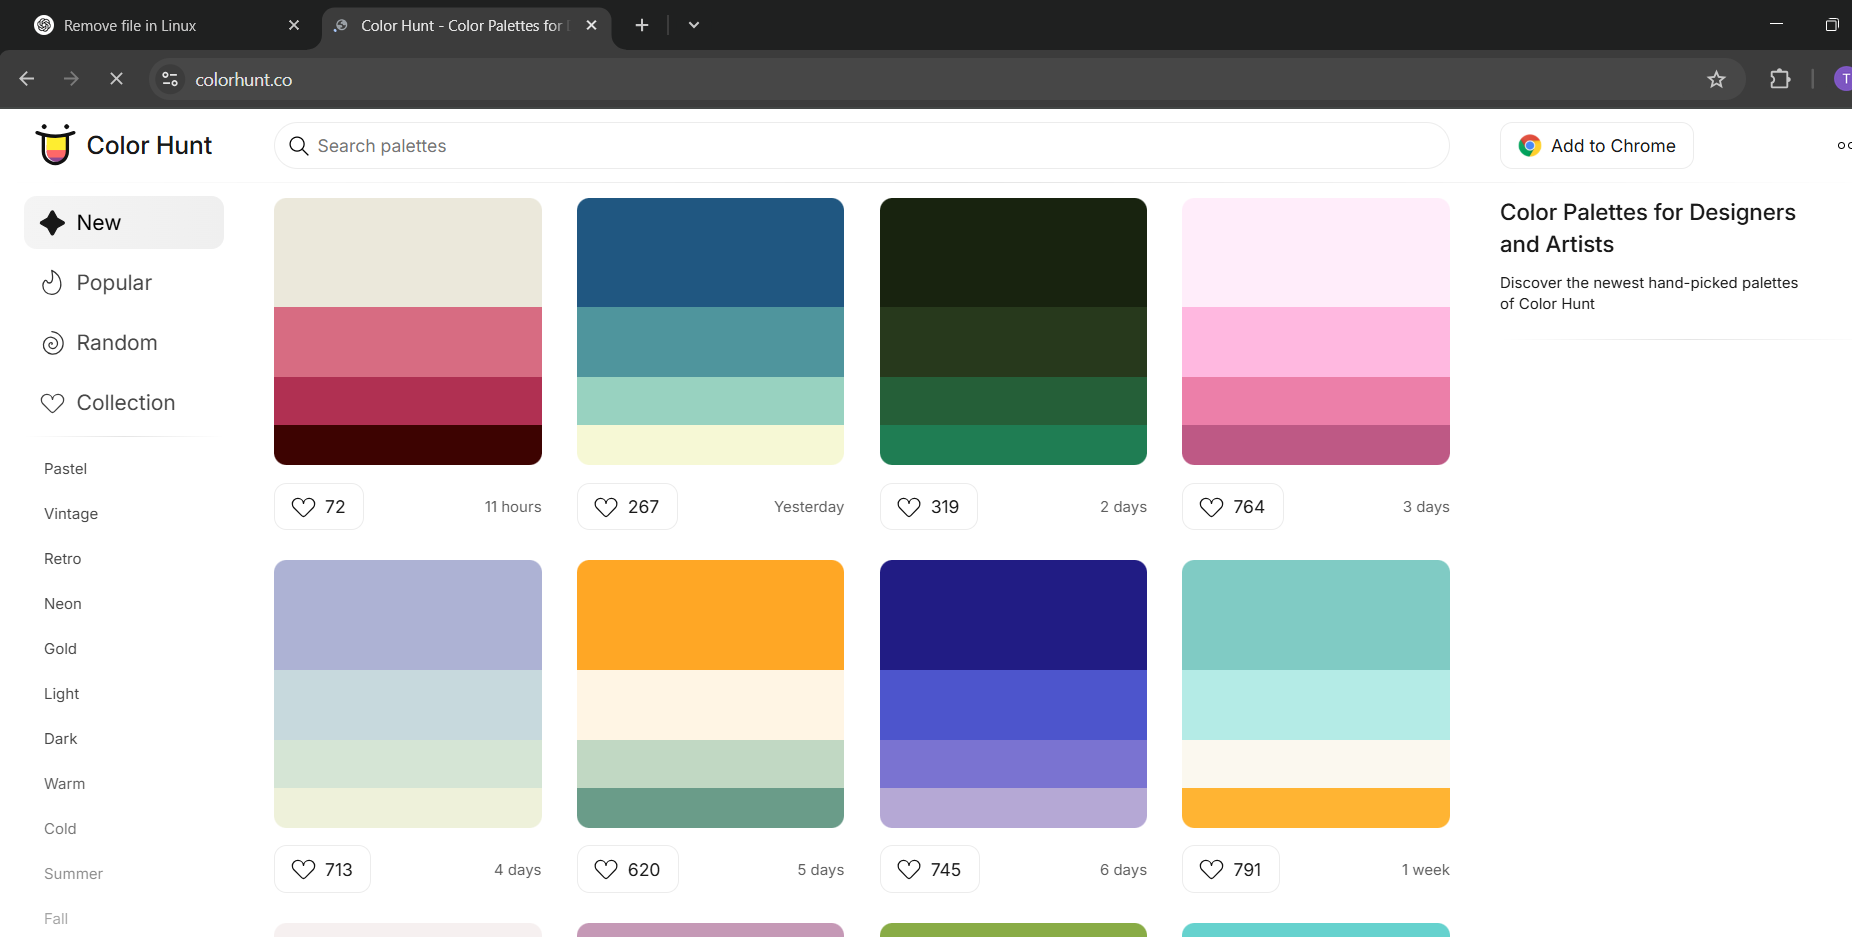 Remove file in Linux
Color Hunt - Color Palettes for
colorhunt.co
T
Color Hunt
Search palettes
Add to Chrome
New
Popular
Random
Collection
Pastel
Vintage
Retro
Neon
Gold
Light
Dark
Warm
Cold
Summer
Fall
72
11 hours
267
Yesterday
319
2 days
764
3 days
713
4 days
620
5 days
745
6 days
791
1 week
Color Palettes for Designers
and Artists
Discover the newest hand-picked palettes
of Color Hunt